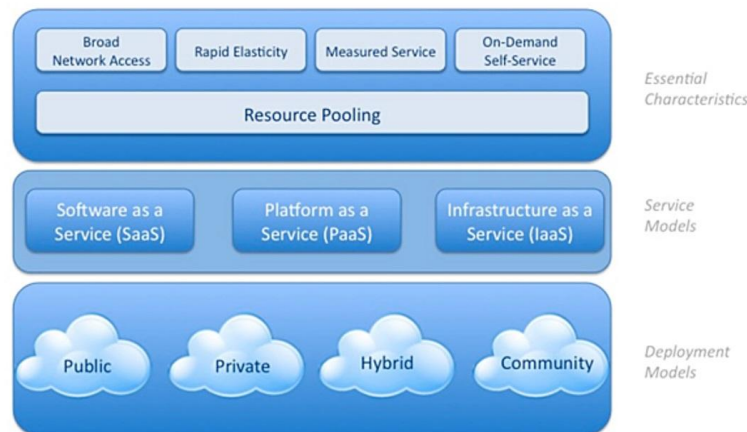 Broad
Network Access
Rapid Elasticity
Measured Service
On-Demand
Self-Service
Resource Pooling
Essential
Characteristics
Software as a
Service (SaaS)
Platform as a
Service (PaaS)
Infrastructure as a
Service (IaaS)
Service
Models
Public
Private
Hybrid
Community
Deployment
Models